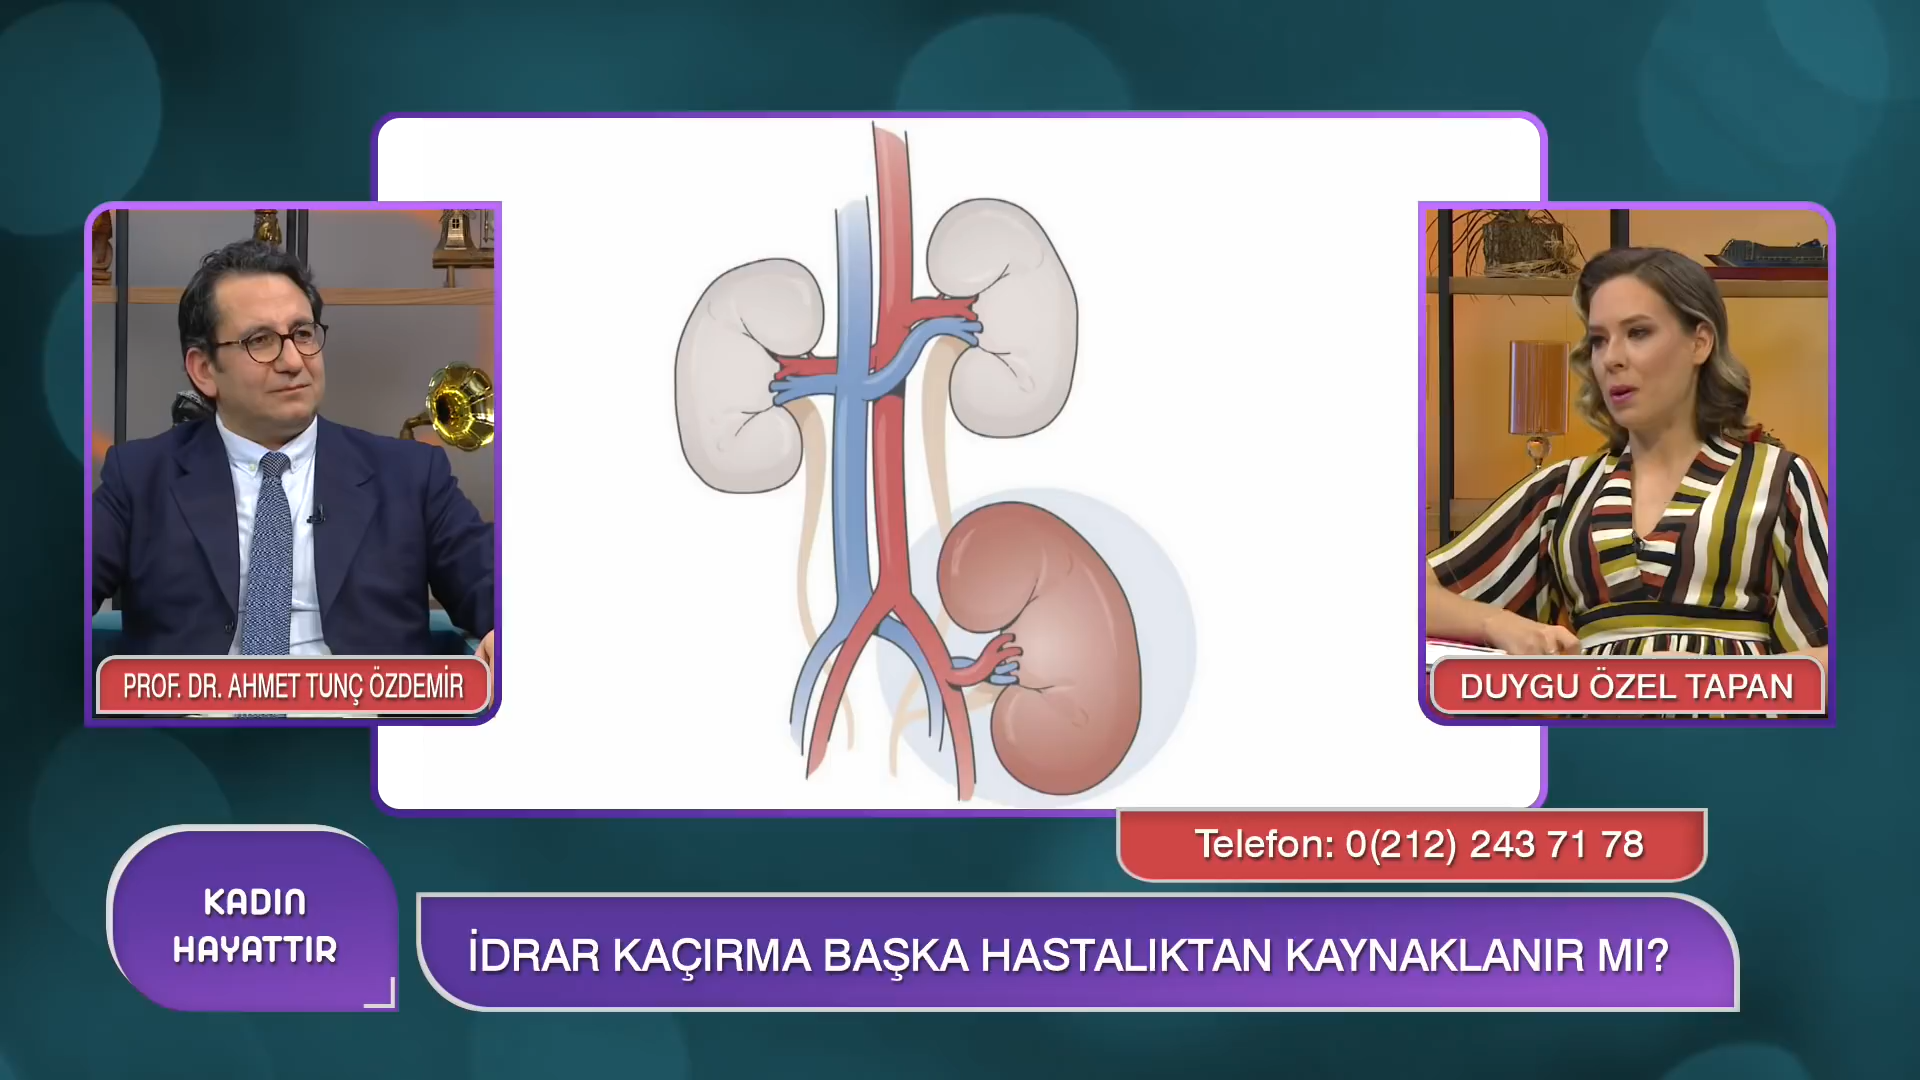 PROF. DR. AHMET TUNÇ ÖZDEMİR
DUYGU ÖZEL TAPAN
Telefon: 0(212) 243 71 78
KADIN
HAYATTIR
İDRAR KAÇIRMA BAŞKA HASTALIKTAN KAYNAKLANIR MI?